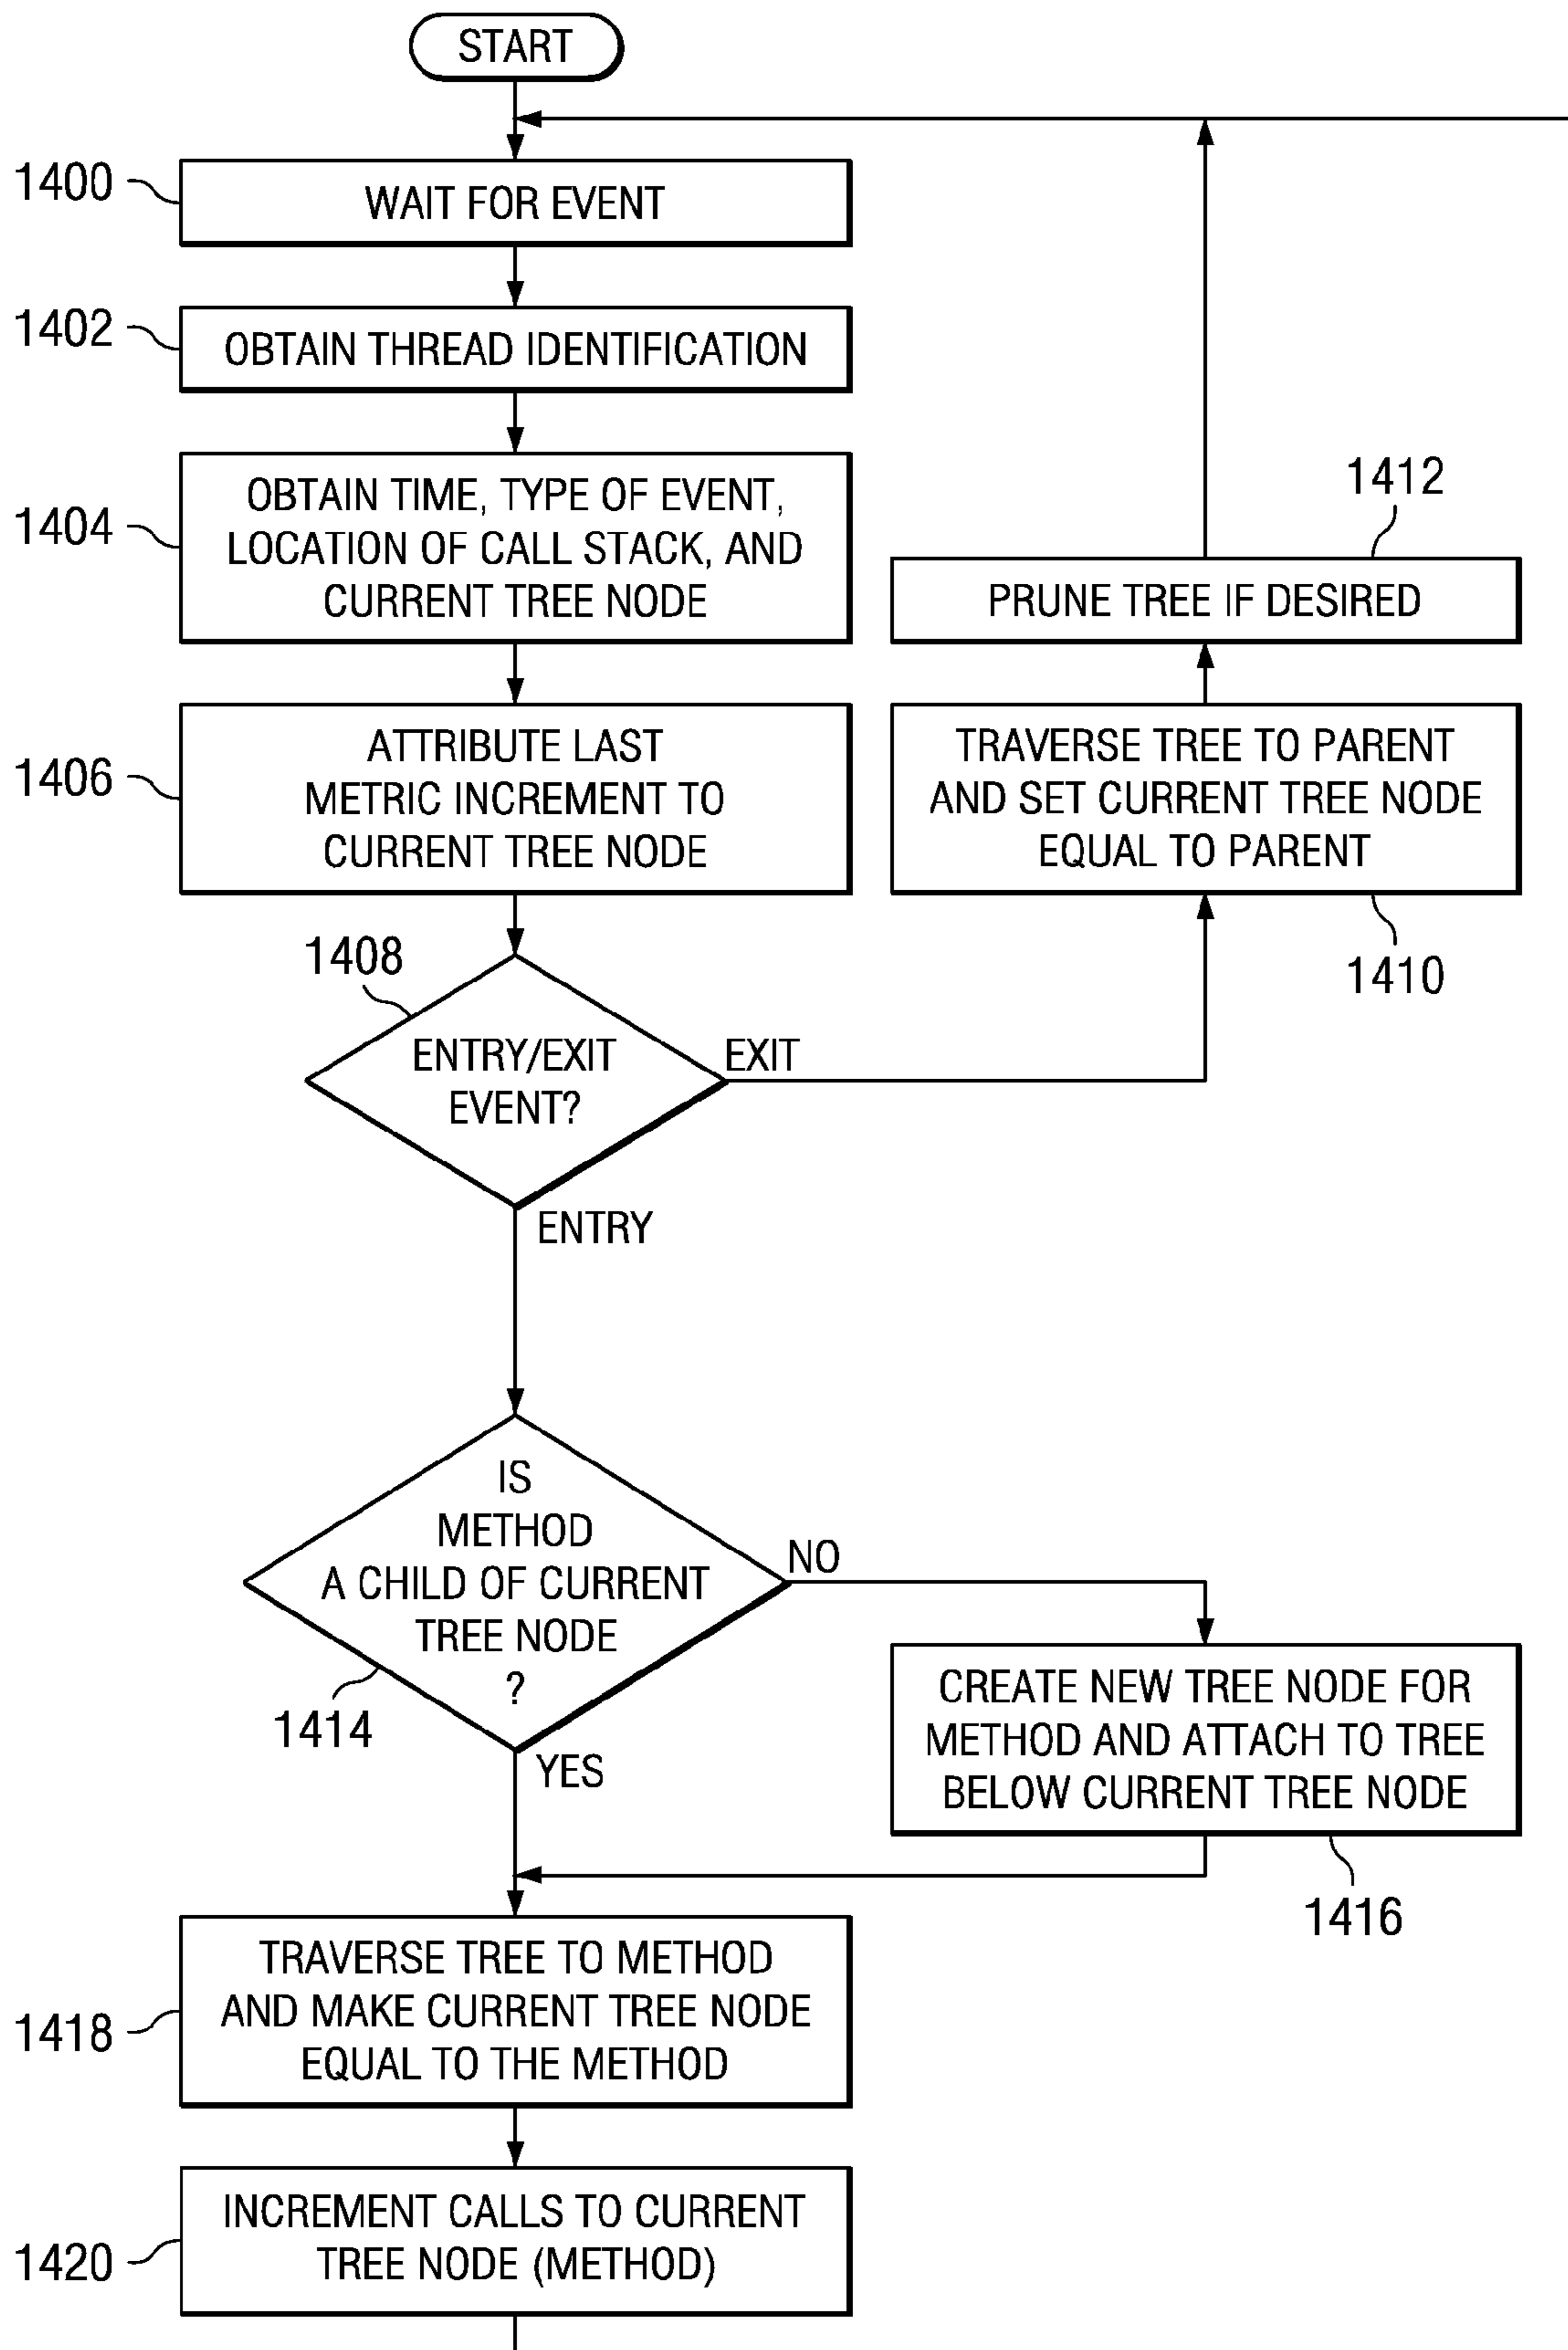 START
1400
WAIT FOR EVENT
1402
OBTAIN THREAD IDENTIFICATION
1404
OBTAIN TIME, TYPE OF EVENT,
LOCATION OF CALL STACK, AND
CURRENT TREE NODE
1412
PRUNE TREE IF DESIRED
1406
ATTRIBUTE LAST
METRIC INCREMENT TO
CURRENT TREE NODE
TRAVERSE TREE TO PARENT
AND SET CURRENT TREE NODE
EQUAL TO PARENT
1410
1408
ENTRY/EXIT
EVENT?
EXIT
ENTRY
IS
METHOD
A CHILD OF CURRENT
TREE NODE
?
1414
NO
YES
CREATE NEW TREE NODE FOR
METHOD AND ATTACH TO TREE
BELOW CURRENT TREE NODE
1416
1418
TRAVERSE TREE TO METHOD
AND MAKE CURRENT TREE NODE
EQUAL TO THE METHOD
1420
INCREMENT CALLS TO CURRENT
TREE NODE (METHOD)